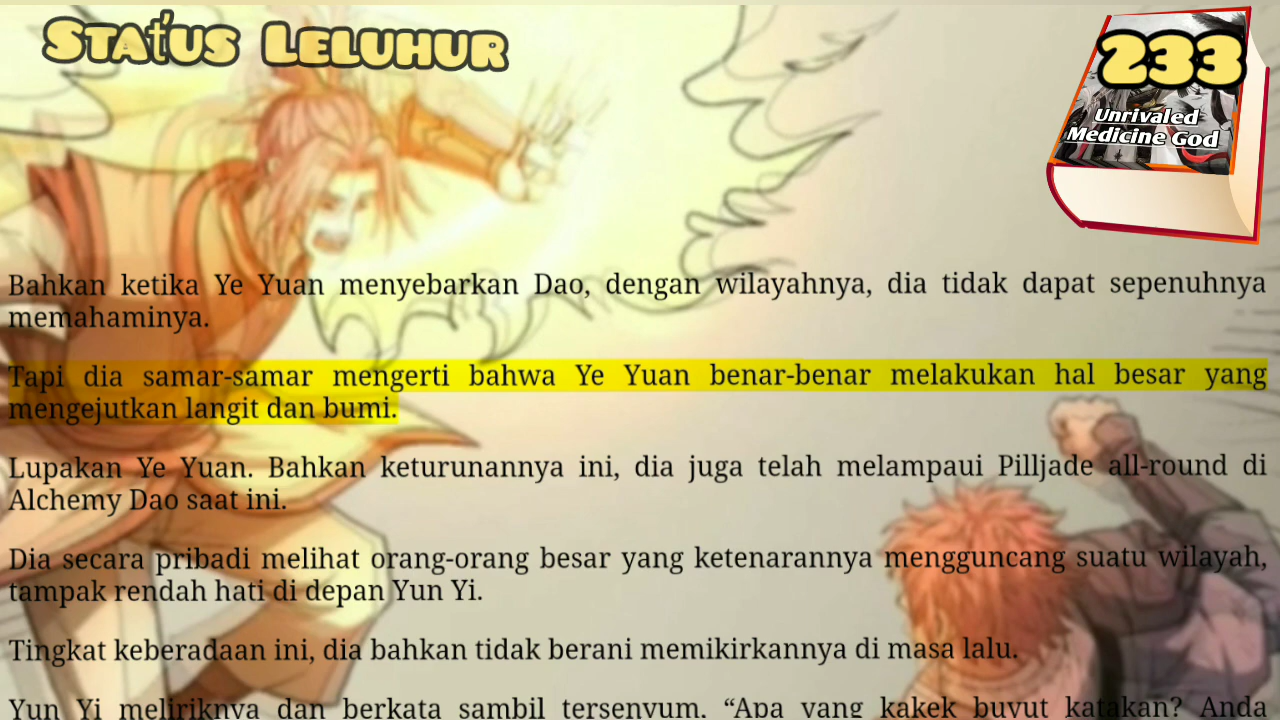 Status Leluhur
233
Unrivaled
Medicine God
Bahkan ketika Ye Yuan menyebarkan Dao, dengan wilayahnya, dia tidak dapat sepenuhnya
memahaminya.
Tapi dia samar-samar mengerti bahwa Ye Yuan benar-benar melakukan hal besar yang
mengejutkan langit dan bumi.
Lupakan Ye Yuan. Bahkan keturunannya ini, dia juga telah melampaui Pilljade all-round di
Alchemy Dao saat ini.
Dia secara pribadi melihat orang-orang besar yang ketenarannya mengguncang suatu wilayah,
tampak rendah hati di depan Yun Yi.
Tingkat keberadaan ini, dia bahkan tidak berani memikirkannya di masa lalu.
Yun Yi meliriknya dan berkata sambil tersenyum, “Apa yang kakek buyut katakan? Anda